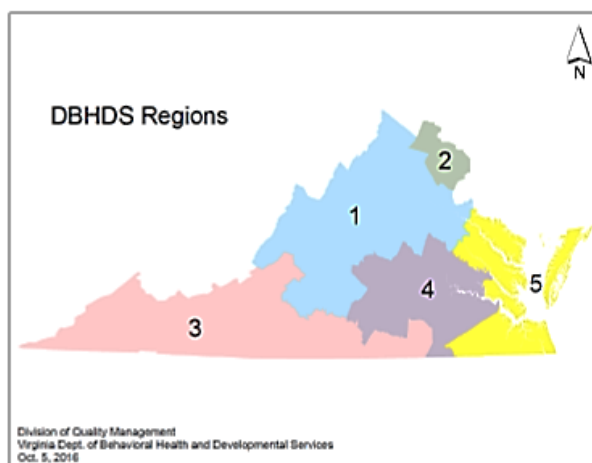 N
DBHDS Regions
2
1
5
4
3
Division of Quality Management
Virginia Dept. of Behavioral Health and Developmental Services
Oct. 5, 2016